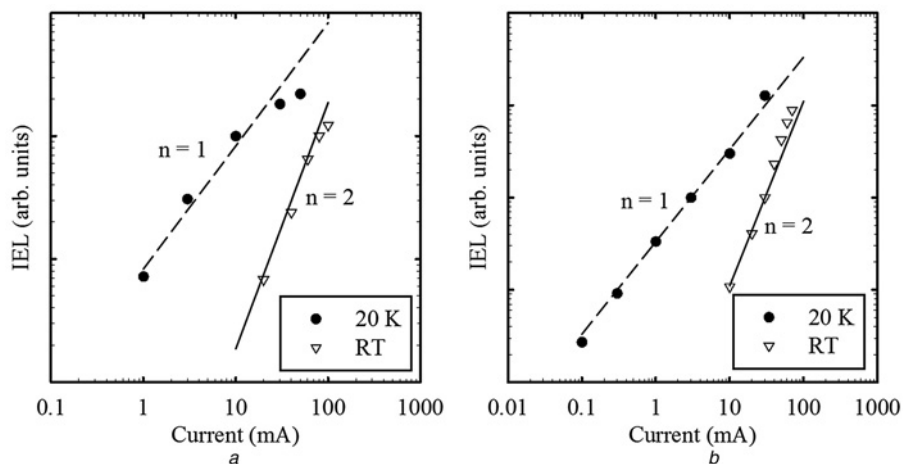 IEL (arb. units)
n = 1
n = 2
20 K
RT
0.1 1 10 100 1000
Current (mA)
a
IEL (arb. units)
n = 1
n = 2
20 K
RT
0.01 0.1 1 10 100 1000
Current (mA)
b